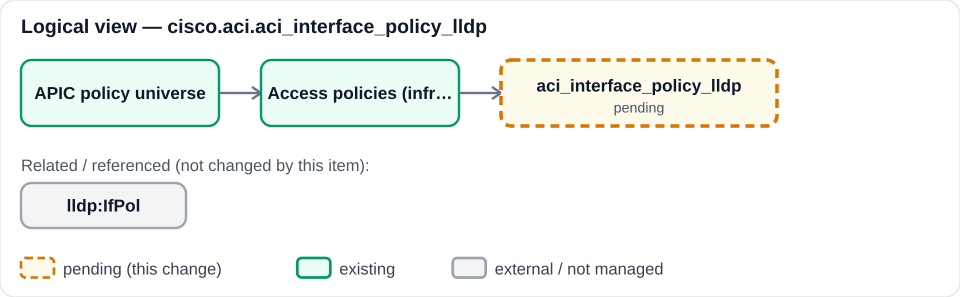 Logical view — cisco.aci.aci_interface_policy_lldp
APIC policy universe
Access policies (infr…
aci_interface_policy_lldp
pending
Related / referenced (not changed by this item):
lldp:IfPol
pending (this change)
existing
external / not managed